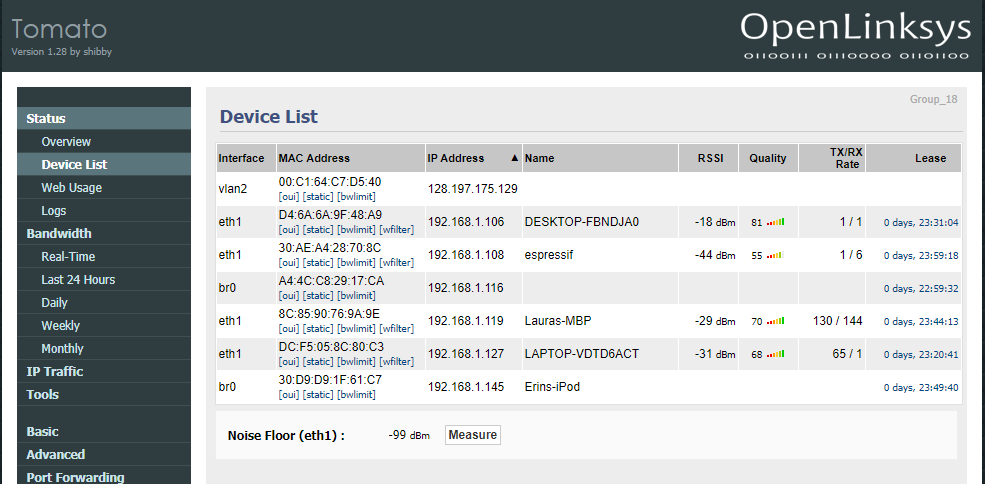 Tomato
Version 1.28 by shibby
OpenLinksys
01100111 01110000 01101100
Status
Overview
Device List
Web Usage
Logs
Bandwidth
Real-Time
Last 24 Hours
Daily
Weekly
Monthly
IP Traffic
Tools
Basic
Advanced
Port Forwarding
Group_18
Device List
Interface MAC Address IP Address ▲ Name RSSI Quality TX/RX Rate Lease
vlan2 00:C1:64:C7:D5:40 128.197.175.129
[oui] [static] [bwlimit]
eth1 D4:6A:6A:9F:48:A9 192.168.1.106 DESKTOP-FBNDJA0 -18 dBm 81 1 / 1 0 days, 23:31:04
[oui] [static] [bwlimit] [wfilter]
eth1 30:AE:A4:28:70:8C 192.168.1.108 espressif -44 dBm 55 1 / 6 0 days, 23:59:18
[oui] [static] [bwlimit] [wfilter]
br0 A4:4C:C8:29:17:CA 192.168.1.116 0 days, 22:59:32
[oui] [static] [bwlimit]
eth1 8C:85:90:76:9A:9E 192.168.1.119 Lauras-MBP -29 dBm 70 130 / 144 0 days, 23:44:13
[oui] [static] [bwlimit] [wfilter]
eth1 DC:F5:05:8C:80:C3 192.168.1.127 LAPTOP-VDTD6ACT -31 dBm 68 65 / 1 0 days, 23:20:41
[oui] [static] [bwlimit] [wfilter]
br0 30:D9:D9:1F:61:C7 192.168.1.145 Erins-iPod 0 days, 23:49:40
[oui] [static] [bwlimit]
Noise Floor (eth1) : -99 dBm Measure